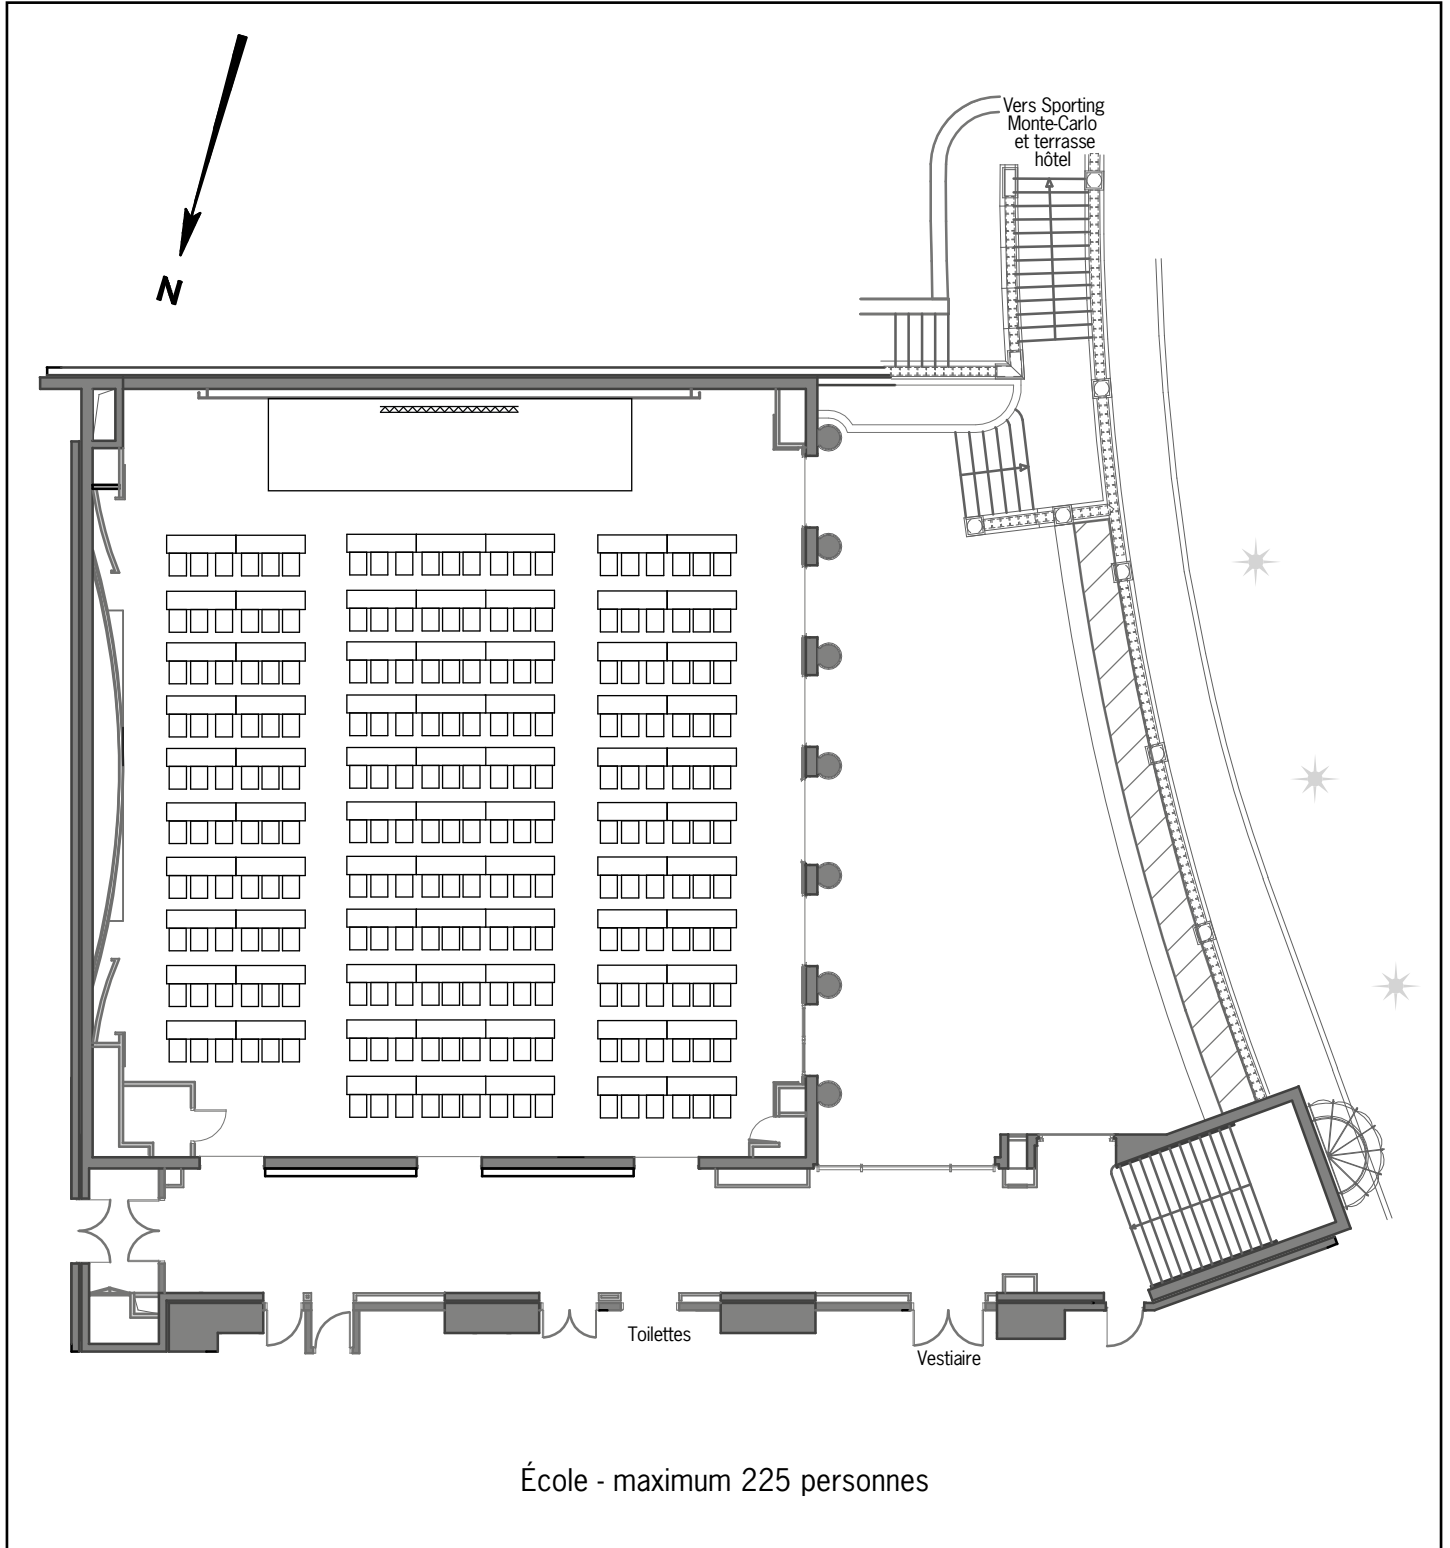 Vers Sporting
Monte-Carlo
et terrasse
hôtel
N
Toilettes
Vestiaire
École - maximum 225 personnes